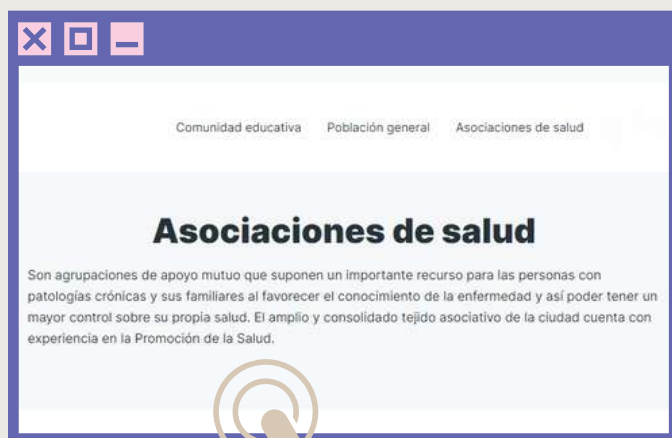 Comunidad educativa Población general Asociaciones de salud
Asociaciones de salud
Son agrupaciones de apoyo mutuo que suponen un importante recurso para las personas con
patologías crónicas y sus familiares al favorecer el conocimiento de la enfermedad y así poder tener un
mayor control sobre su propia salud. El amplio y consolidado tejido asociativo de la ciudad cuenta con
experiencia en la Promoción de la Salud.